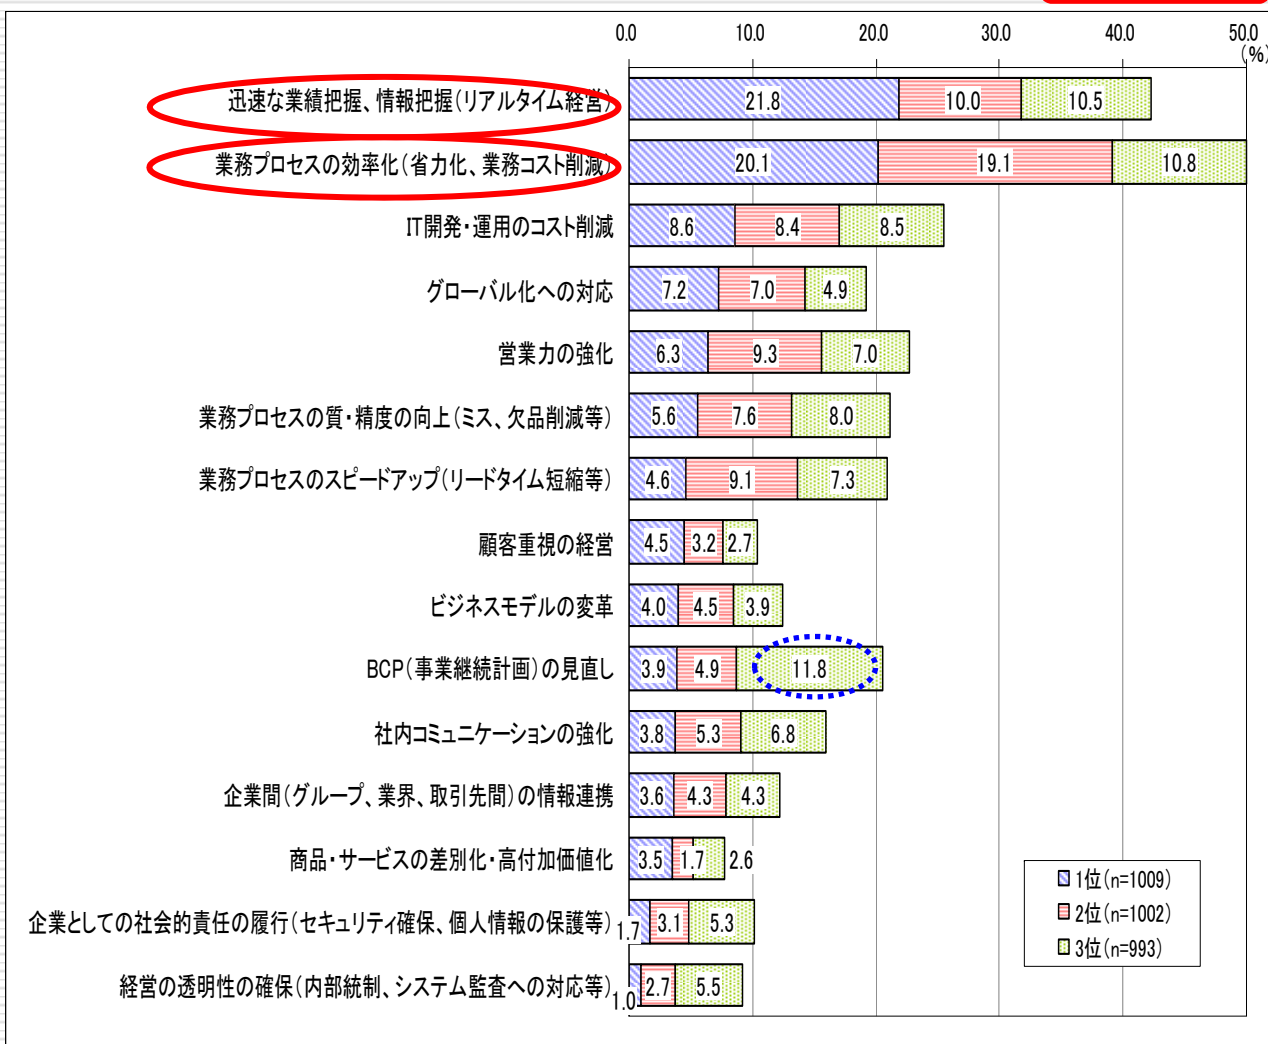 0.0 10.0 20.0 30.0 40.0 50.0
(%)
迅速な業績把握、情報把握(リアルタイム経営) 21.8 10.0 10.5
業務プロセスの効率化(省力化、業務コスト削減) 20.1 19.1 10.8
IT開発・運用のコスト削減 8.6 8.4 8.5
グローバル化への対応 7.2 7.0 4.9
営業力の強化 6.3 9.3 7.0
業務プロセスの質・精度の向上(ミス、欠品削減等) 5.6 7.6 8.0
業務プロセスのスピードアップ(リードタイム短縮等) 4.6 9.1 7.3
顧客重視の経営 4.5 3.2 2.7
ビジネスモデルの変革 4.0 4.5 3.9
BCP(事業継続計画)の見直し 3.9 4.9 11.8
社内コミュニケーションの強化 3.8 5.3 6.8
企業間(グループ、業界、取引先間)の情報連携 3.6 4.3 4.3
商品・サービスの差別化・高付加価値化 3.5 1.7 2.6
企業としての社会的責任の履行(セキュリティ確保、個人情報の保護等) 1.7 3.1 5.3
経営の透明性の確保(内部統制、システム監査への対応等) 1.0 2.7 5.5
1位(n=1009)
2位(n=1002)
3位(n=993)